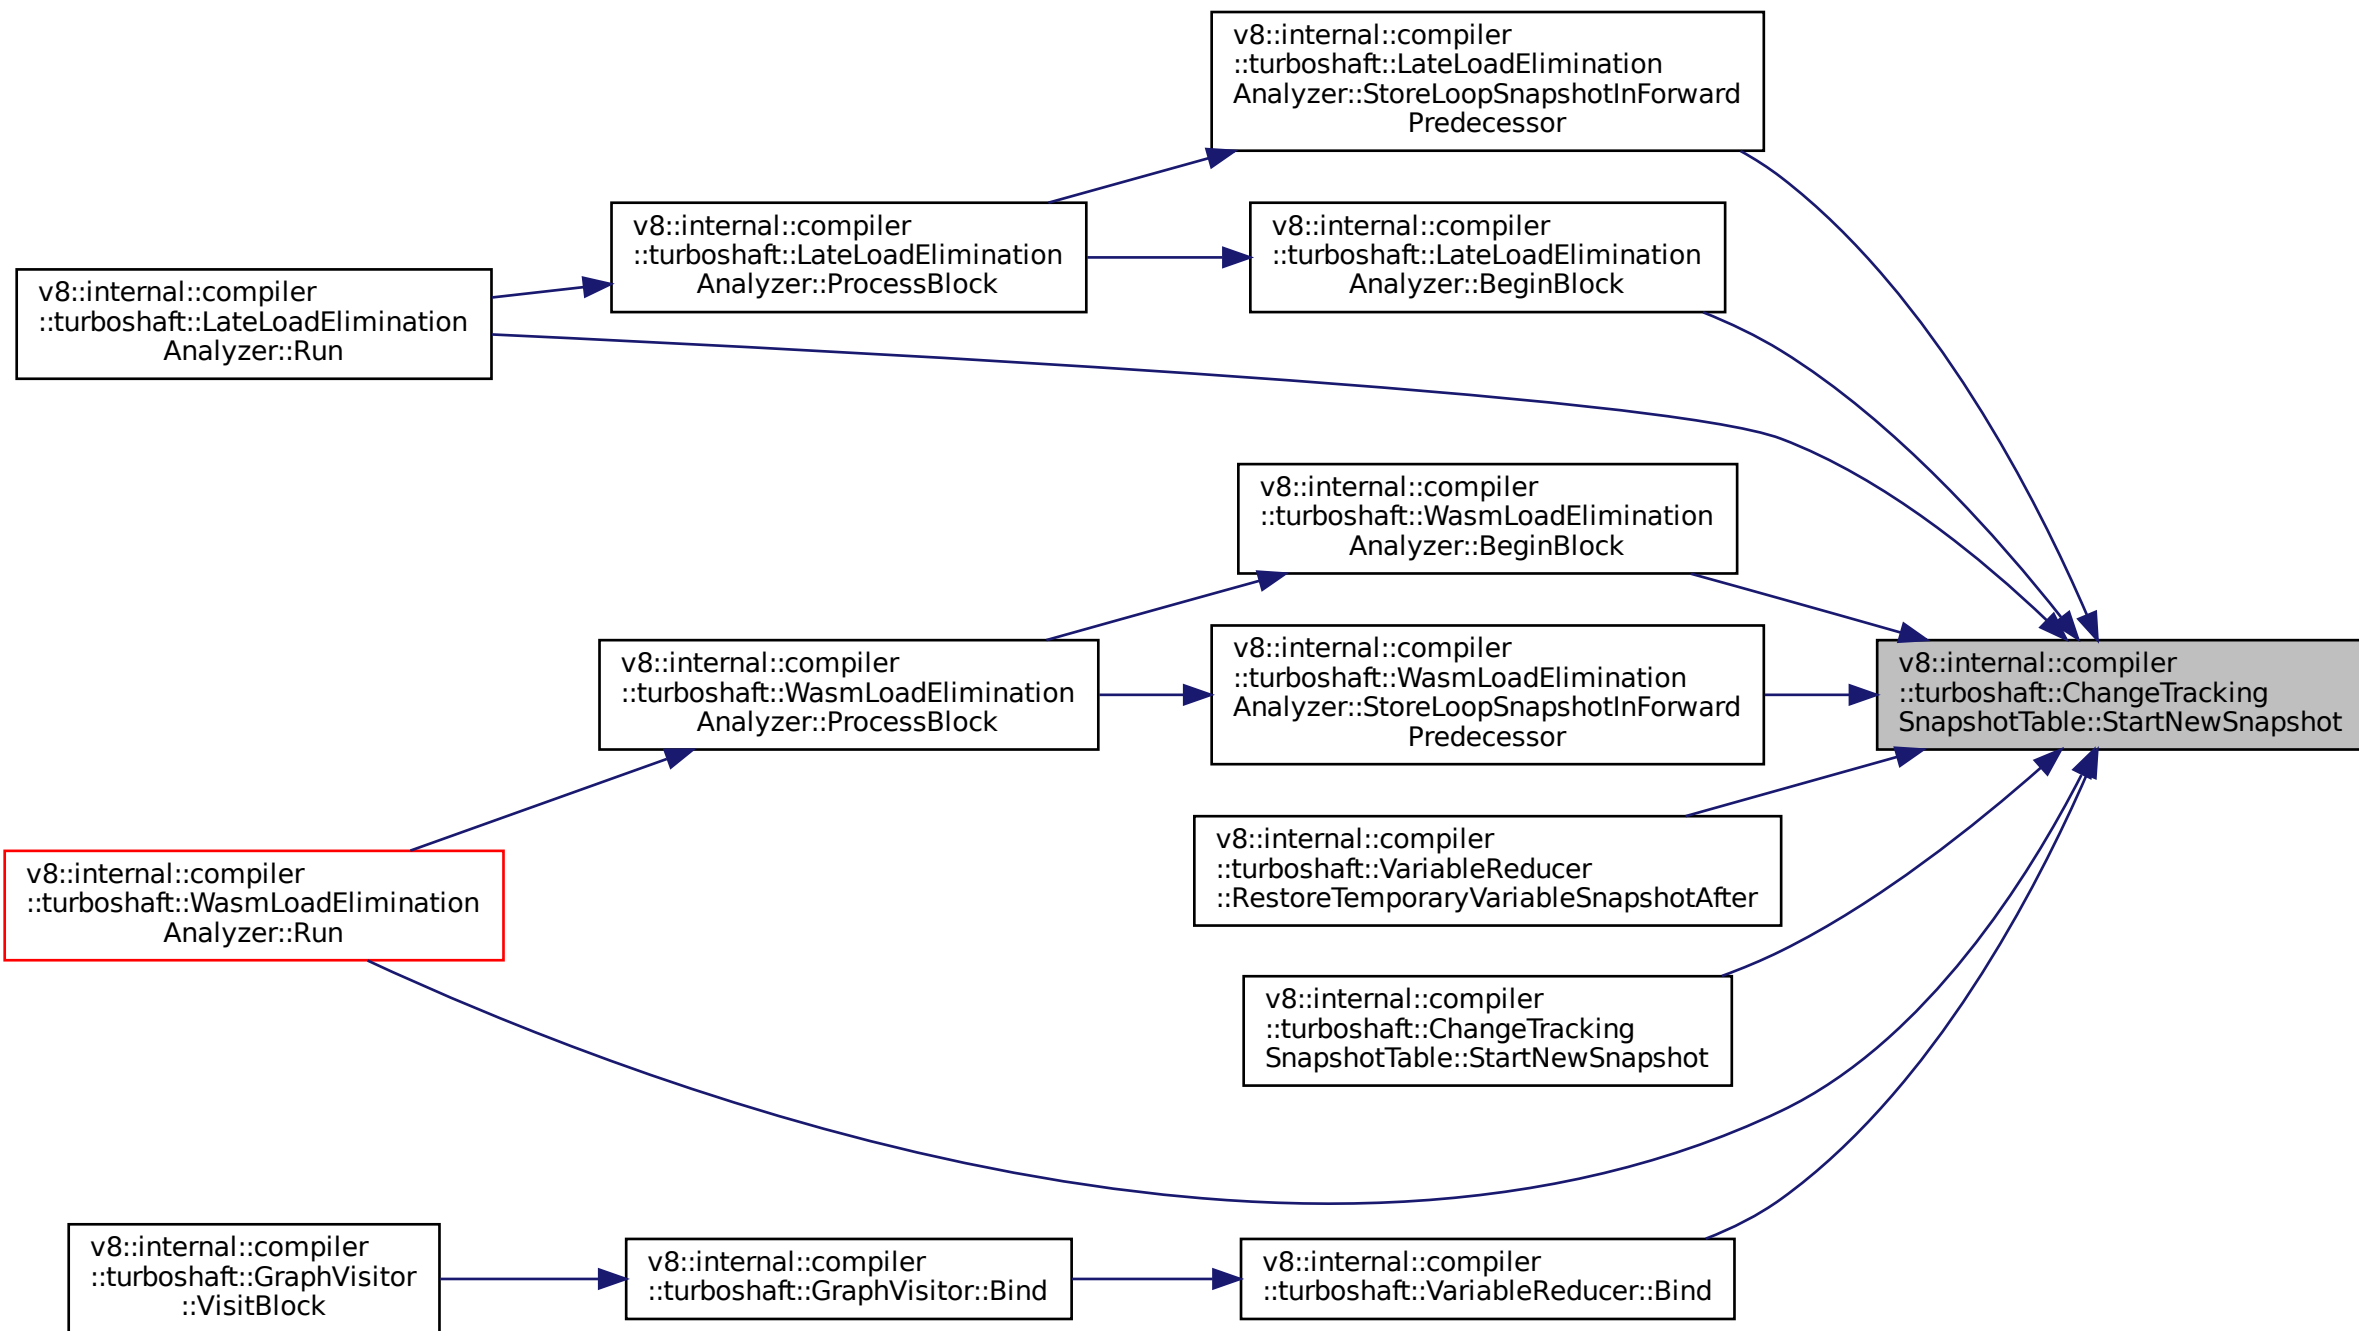 v8::internal::compiler
::turboshaft::LateLoadElimination
Analyzer::StoreLoopSnapshotInForward
Predecessor
v8::internal::compiler
::turboshaft::LateLoadElimination
Analyzer::ProcessBlock
v8::internal::compiler
::turboshaft::LateLoadElimination
Analyzer::BeginBlock
v8::internal::compiler
::turboshaft::LateLoadElimination
Analyzer::Run
v8::internal::compiler
::turboshaft::WasmLoadElimination
Analyzer::BeginBlock
v8::internal::compiler
::turboshaft::WasmLoadElimination
Analyzer::ProcessBlock
v8::internal::compiler
::turboshaft::WasmLoadElimination
Analyzer::StoreLoopSnapshotInForward
Predecessor
v8::internal::compiler
::turboshaft::ChangeTracking
SnapshotTable::StartNewSnapshot
v8::internal::compiler
::turboshaft::VariableReducer
::RestoreTemporaryVariableSnapshotAfter
v8::internal::compiler
::turboshaft::WasmLoadElimination
Analyzer::Run
v8::internal::compiler
::turboshaft::ChangeTracking
SnapshotTable::StartNewSnapshot
v8::internal::compiler
::turboshaft::GraphVisitor
::VisitBlock
v8::internal::compiler
::turboshaft::GraphVisitor::Bind
v8::internal::compiler
::turboshaft::VariableReducer::Bind